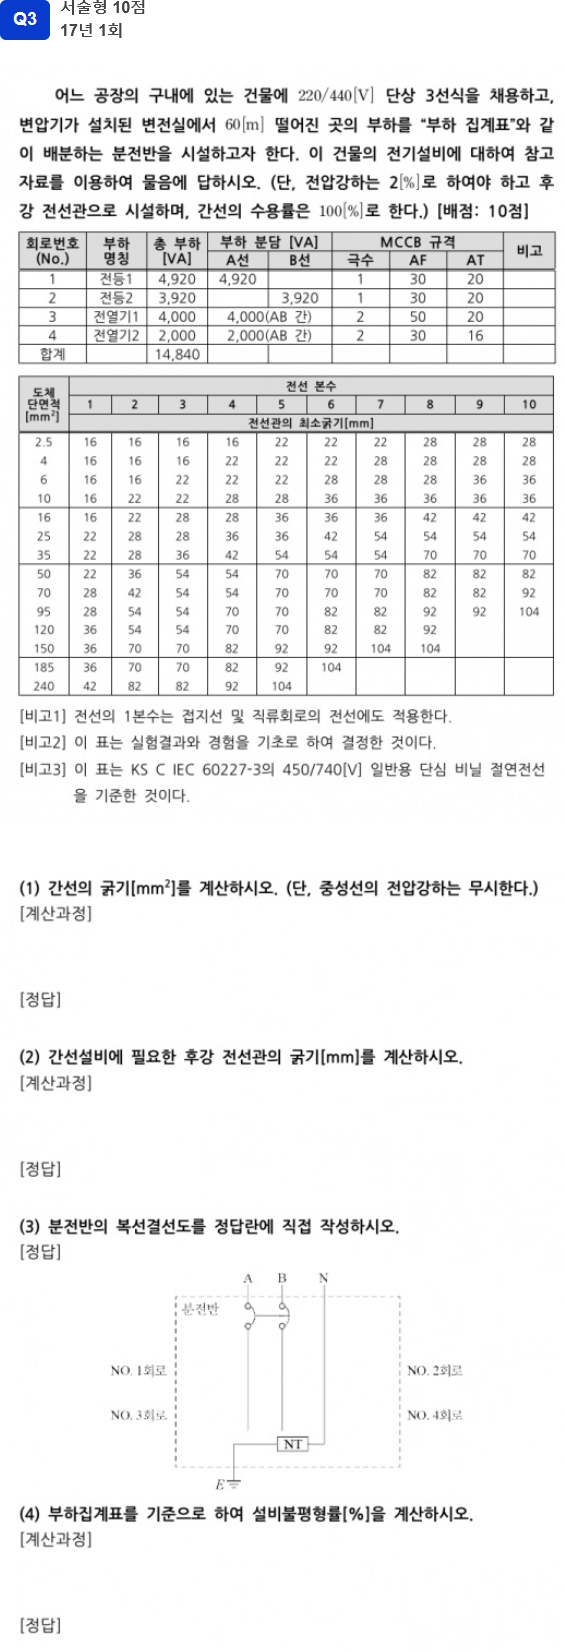 Q3
서술형 10점
17년 1회
어느 공장의 구내에 있는 건물에 220/440[V] 단상 3선식을 채용하고,
변압기가 설치된 변전실에서 60[m] 떨어진 곳의 부하를 “부하 집계표”와 같
이 배분하는 분전반을 시설하고자 한다. 이 건물의 전기설비에 대하여 참고
자료를 이용하여 물음에 답하시오. (단, 전압강하는 2[%]로 하여야 하고 후
강 전선관으로 시설하며, 간선의 수용률은 100[%]로 한다.) [배점: 10점]
회로번호 (No.) 부하 명칭 총 부하 [VA] 부하 분담 [VA] MCCB 규격 비고
A선 B선 극수 AF AT
1 전등1 4,920 4,920 1 30 20
2 전등2 3,920 3,920 1 30 20
3 전열기1 4,000 4,000(AB 간) 2 50 20
4 전열기2 2,000 2,000(AB 간) 2 30 16
합계 14,840
도체 단면적 [mm²] 전선 본수
1 2 3 4 5 6 7 8 9 10
전선관의 최소굵기[mm]
2.5 16 16 16 16 22 22 22 28 28 28
4 16 16 16 22 22 22 28 28 28 28
6 16 16 22 22 22 28 28 28 36 36
10 16 22 22 28 28 36 36 36 36 36
16 16 22 28 28 36 36 36 42 42 42
25 22 28 28 36 36 42 54 54 54 54
35 22 28 36 42 54 54 54 70 70 70
50 22 36 54 54 70 70 70 82 82 82
70 28 42 54 54 70 70 70 82 82 92
95 28 54 54 70 70 82 82 92 92 104
120 36 54 54 70 70 82 82 92
150 36 70 70 82 92 92 104 104
185 36 70 70 82 92 104
240 42 82 82 92 104
[비고1] 전선의 1본수는 접지선 및 직류회로의 전선에도 적용한다.
[비고2] 이 표는 실험결과와 경험을 기초로 하여 결정한 것이다.
[비고3] 이 표는 KS C IEC 60227-3의 450/740[V] 일반용 단심 비닐 절연전선
을 기준한 것이다.
(1) 간선의 굵기[mm²]를 계산하시오. (단, 중성선의 전압강하는 무시한다.)
[계산과정]
[정답]
(2) 간선설비에 필요한 후강 전선관의 굵기[mm]를 계산하시오.
[계산과정]
[정답]
(3) 분전반의 복선결선도를 정답란에 직접 작성하시오.
[정답]
A B N
분전반
NO. 1회로 NO. 2회로
NO. 3회로 NO. 4회로
NT
E
(4) 부하집계표를 기준으로 하여 설비불평형률[%]을 계산하시오.
[계산과정]
[정답]